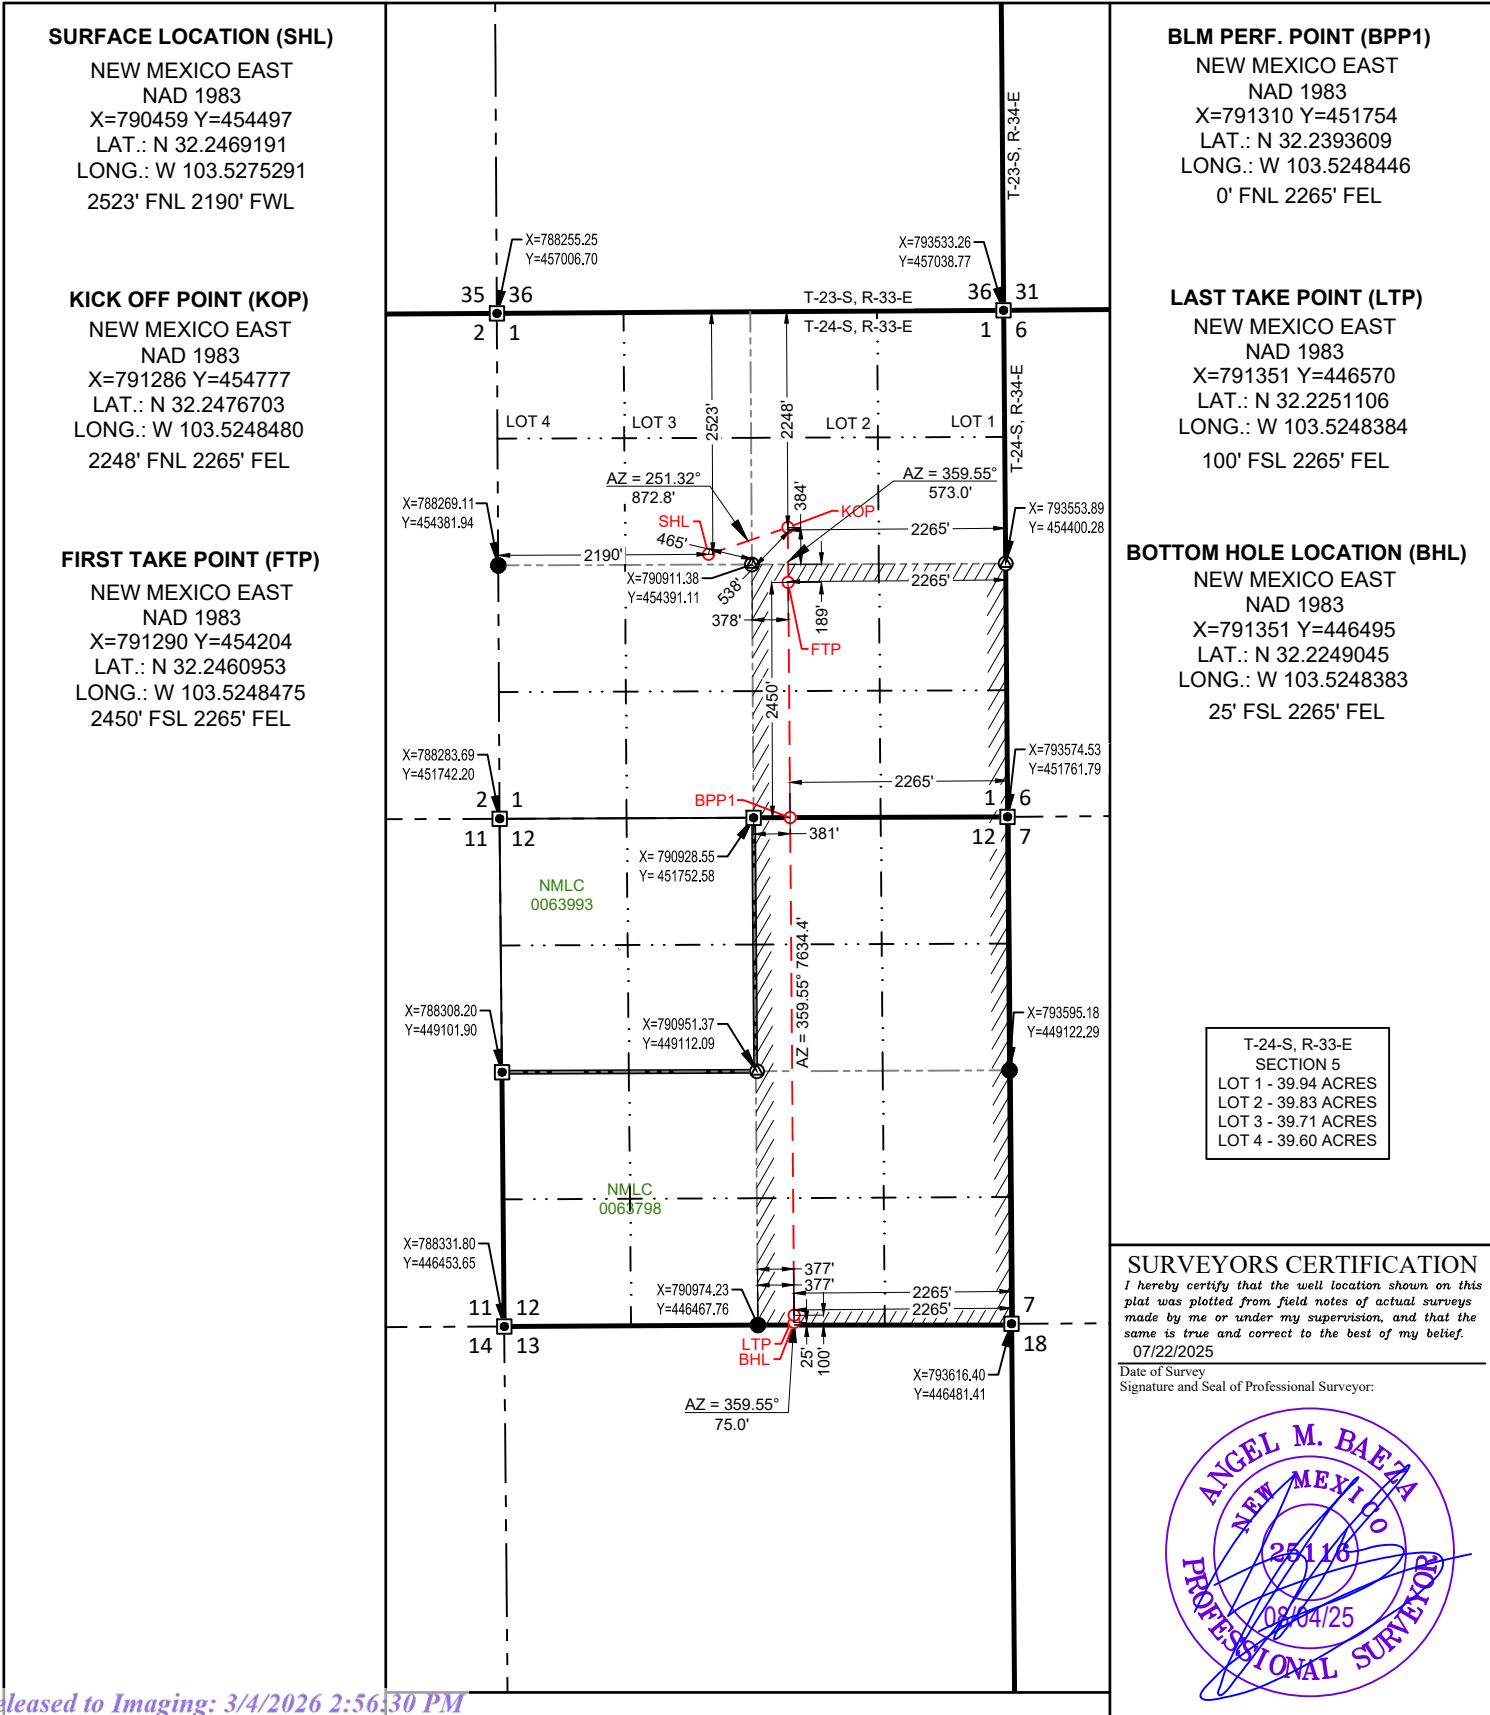 SURFACE LOCATION (SHL)
NEW MEXICO EAST
NAD 1983
X=790459 Y=454497
LAT.: N 32.2469191
LONG.: W 103.5275291
2523' FNL 2190' FWL
KICK OFF POINT (KOP)
NEW MEXICO EAST
NAD 1983
X=791286 Y=454777
LAT.: N 32.2476703
LONG.: W 103.5248480
2248' FNL 2265' FEL
FIRST TAKE POINT (FTP)
NEW MEXICO EAST
NAD 1983
X=791290 Y=454204
LAT.: N 32.2460953
LONG.: W 103.5248475
2450' FSL 2265' FEL
T-23-S, R-34-E
X=788255.25
Y=457006.70
X=793533.26
Y=457038.77
35 36
T-23-S, R-33-E
36 31
2 1
T-24-S, R-33-E
1 6
T-24-S, R-34-E
LOT 4
LOT 3
2523'
2248'
LOT 2
LOT 1
AZ = 251.32°
872.8'
AZ = 359.55°
573.0'
384'
X=788269.11
Y=454381.94
SHL
KOP
2265'
X= 793553.89
Y= 454400.28
465'
2190'
X=790911.38
Y=454391.11
538'
2265'
378'
189'
FTP
2450'
X=788283.69
Y=451742.20
X=793574.53
Y=451761.79
2265'
2 1
BPP1
1 6
11 12
381'
12 7
X= 790928.55
Y= 451752.58
NMLC
0063993
AZ = 359.55° 7634.4'
X=788308.20
Y=449101.90
X=790951.37
Y=449112.09
X=793595.18
Y=449122.29
NMLC
0063798
X=788331.80
Y=446453.65
377'
377'
X=790974.23
Y=446467.76
2265'
2265'
11 12
7
14 13
LTP
BHL
25'
100'
18
X=793616.40
Y=446481.41
AZ = 359.55°
75.0'
BLM PERF. POINT (BPP1)
NEW MEXICO EAST
NAD 1983
X=791310 Y=451754
LAT.: N 32.2393609
LONG.: W 103.5248446
0' FNL 2265' FEL
LAST TAKE POINT (LTP)
NEW MEXICO EAST
NAD 1983
X=791351 Y=446570
LAT.: N 32.2251106
LONG.: W 103.5248384
100' FSL 2265' FEL
BOTTOM HOLE LOCATION (BHL)
NEW MEXICO EAST
NAD 1983
X=791351 Y=446495
LAT.: N 32.2249045
LONG.: W 103.5248383
25' FSL 2265' FEL
T-24-S, R-33-E
SECTION 5
LOT 1 - 39.94 ACRES
LOT 2 - 39.83 ACRES
LOT 3 - 39.71 ACRES
LOT 4 - 39.60 ACRES
SURVEYORS CERTIFICATION
I hereby certify that the well location shown on this
plat was plotted from field notes of actual surveys
made by me or under my supervision, and that the
same is true and correct to the best of my belief.
07/22/2025
Date of Survey
Signature and Seal of Professional Surveyor:
ANGEL M. BAEZA
NEW MEXICO
25116
08/04/25
PROFESSIONAL SURVEYOR
eleased to Imaging: 3/4/2026 2:56:30 PM